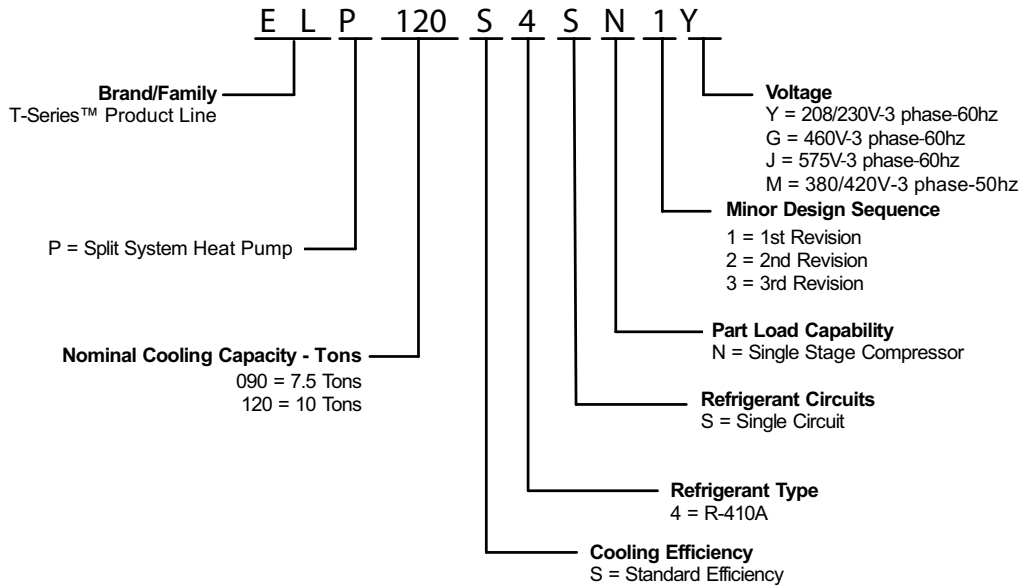 E L P 120 S 4 S N 1 Y
Brand/Family
T-Series™ Product Line
P = Split System Heat Pump
Nominal Cooling Capacity - Tons
090 = 7.5 Tons
120 = 10 Tons
Voltage
Y = 208/230V-3 phase-60hz
G = 460V-3 phase-60hz
J = 575V-3 phase-60hz
M = 380/420V-3 phase-50hz
Minor Design Sequence
1 = 1st Revision
2 = 2nd Revision
3 = 3rd Revision
Part Load Capability
N = Single Stage Compressor
Refrigerant Circuits
S = Single Circuit
Refrigerant Type
4 = R-410A
Cooling Efficiency
S = Standard Efficiency